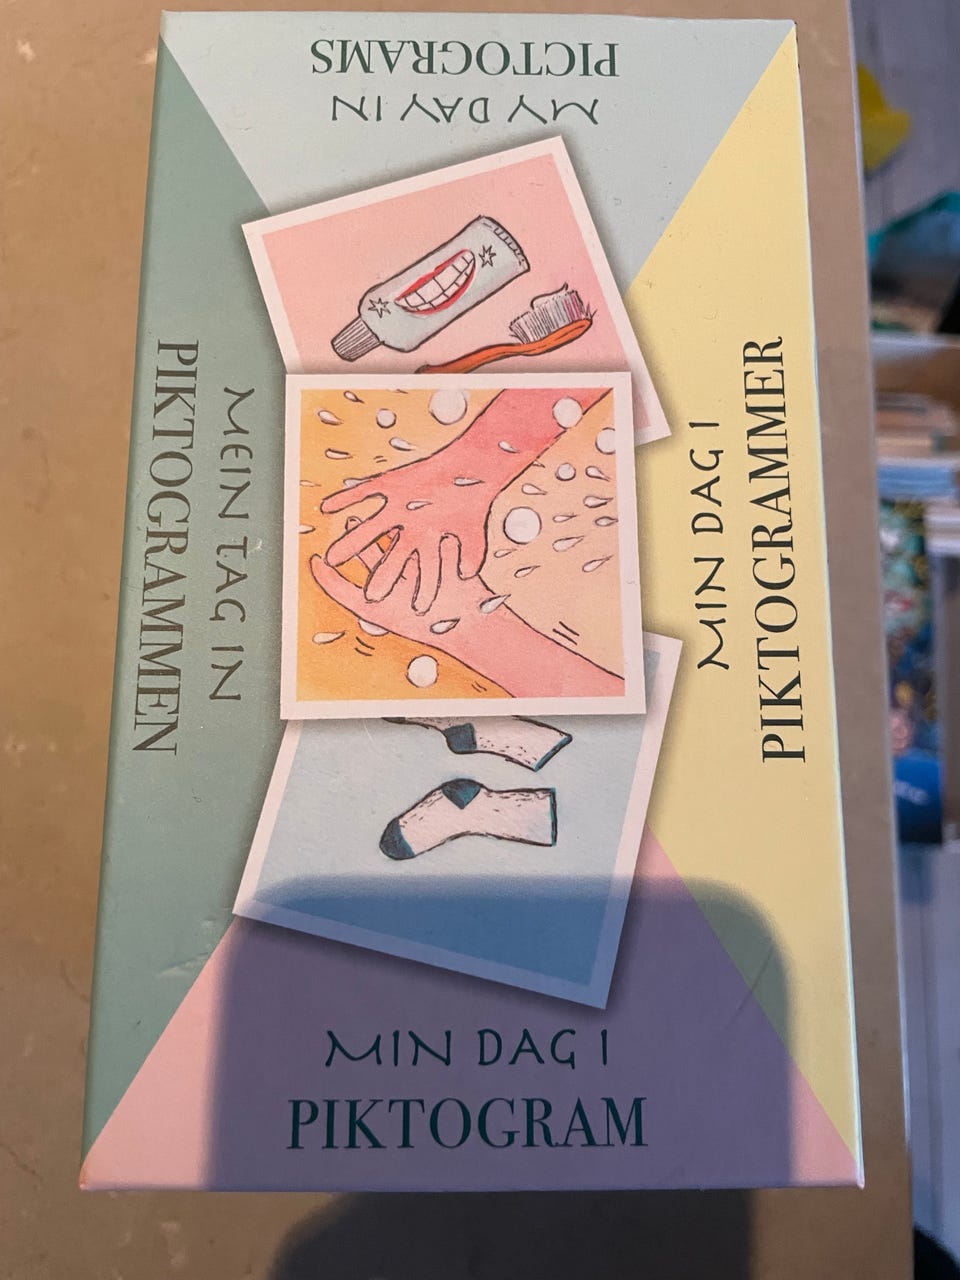 MY DAY IN
PICTOGRAMS
MEIN TAG IN
PIKTOGRAMMEN
MIN DAG I
PIKTOGRAMMER
MIN DAG I
PIKTOGRAM